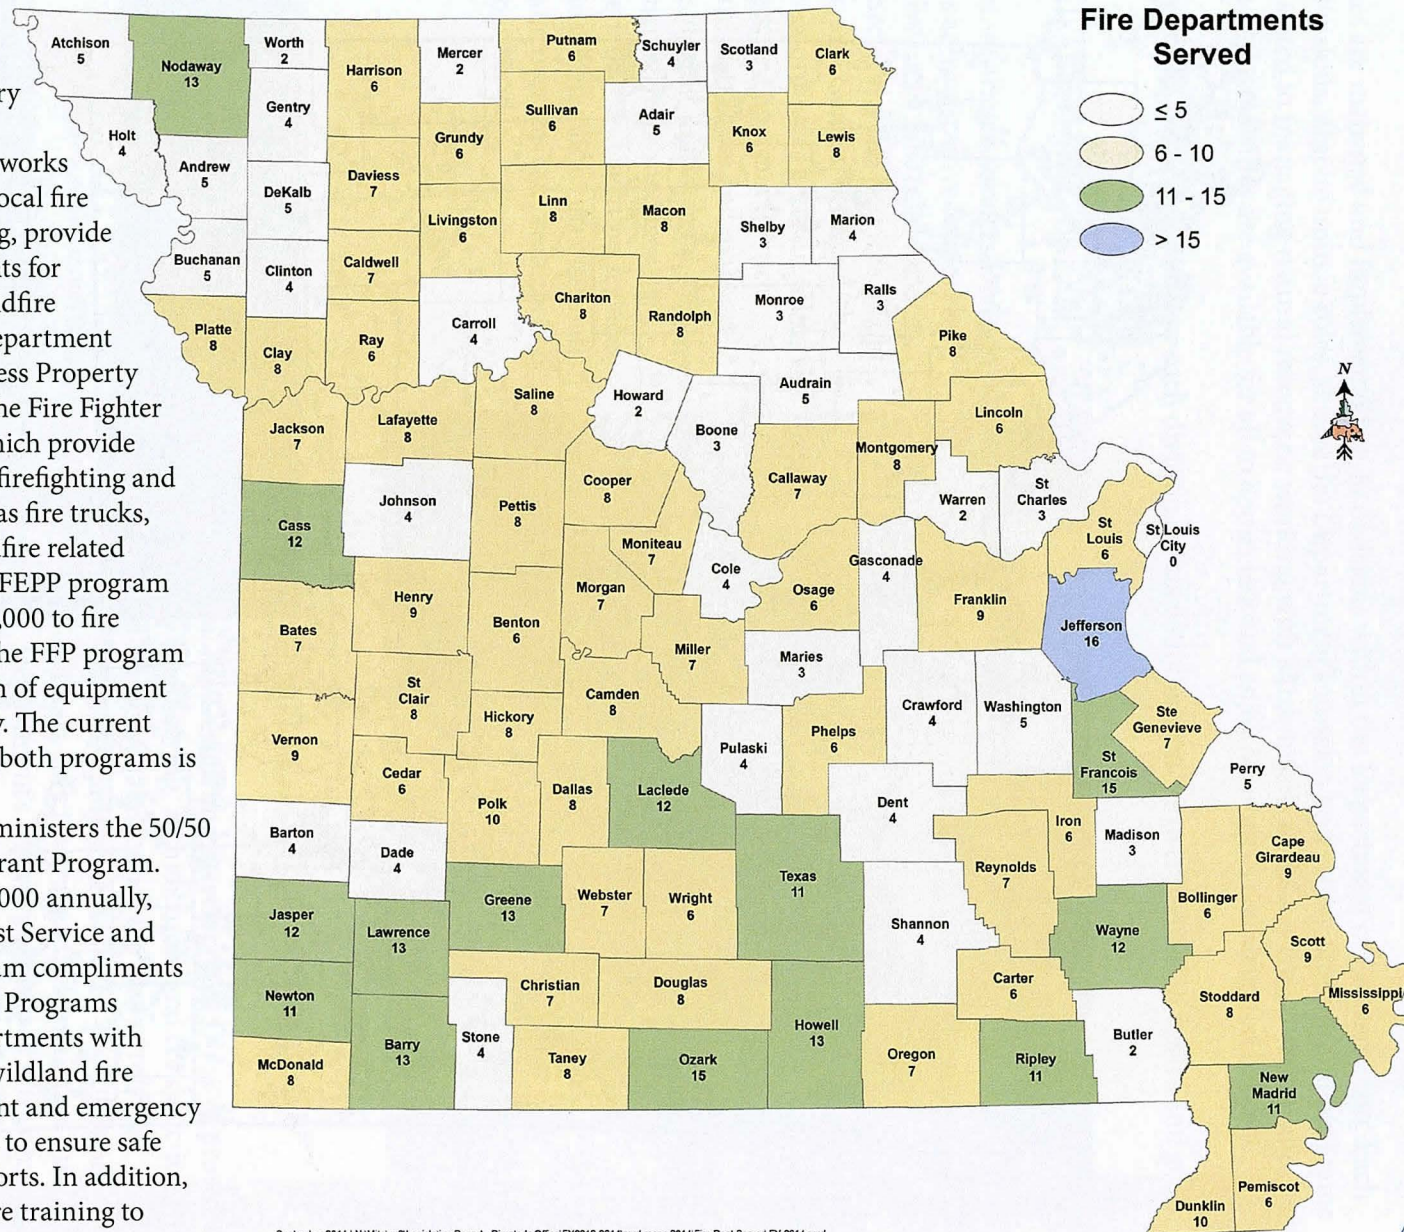 Fire Departments
Served
≤ 5
6 - 10
11 - 15
> 15
N
ry
works
ocal fire
g, provide
nts for
ldfire
epartment
ess Property
he Fire Fighter
hich provide
firefighting and
as fire trucks,
fire related
FEPP program
,000 to fire
he FFP program
n of equipment
y. The current
both programs is
ministers the 50/50
rant Program.
000 annually,
st Service and
am compliments
Programs
rtments with
wildland fire
nt and emergency
to ensure safe
orts. In addition,
re training to
Atchison
5
Nodaway
13
Worth
2
Harrison
6
Mercer
2
Putnam
6
Schuyler
4
Scotland
3
Clark
6
Holt
4
Gentry
4
Sullivan
6
Adair
5
Knox
6
Lewis
8
Andrew
5
DeKalb
5
Daviess
7
Grundy
6
Livingston
6
Linn
8
Macon
8
Shelby
3
Marion
4
Buchanan
5
Clinton
4
Caldwell
7
Carroll
4
Chariton
8
Randolph
8
Monroe
3
Ralls
3
Pike
8
Platte
8
Clay
8
Ray
6
Saline
8
Howard
2
Boone
3
Audrain
5
Lincoln
6
Jackson
7
Lafayette
8
Cooper
8
Callaway
7
Montgomery
8
Warren
2
St
Charles
3
St
Louis
6
St Louis
City
0
Cass
12
Johnson
4
Pettis
8
Moniteau
7
Cole
4
Osage
6
Gasconade
4
Franklin
9
Jefferson
16
Bates
7
Henry
9
Benton
6
Morgan
7
Miller
7
Maries
3
Crawford
4
Washington
5
Ste
Genevieve
7
St
Francois
15
Perry
5
Vernon
9
St
Clair
8
Hickory
8
Camden
8
Pulaski
4
Phelps
6
Dent
4
Iron
6
Madison
3
Cape
Girardeau
9
Cedar
6
Polk
10
Dallas
8
Laclede
12
Texas
11
Reynolds
7
Bollinger
6
Barton
4
Dade
4
Greene
13
Webster
7
Wright
6
Shannon
4
Wayne
12
Scott
9
Jasper
12
Lawrence
13
Christian
7
Douglas
8
Howell
13
Carter
6
Stoddard
8
Mississippi
6
Newton
11
Barry
13
Stone
4
Taney
8
Ozark
15
Oregon
7
Ripley
11
Butler
2
New
Madrid
11
McDonald
8
Dunklin
10
Pemiscot
6